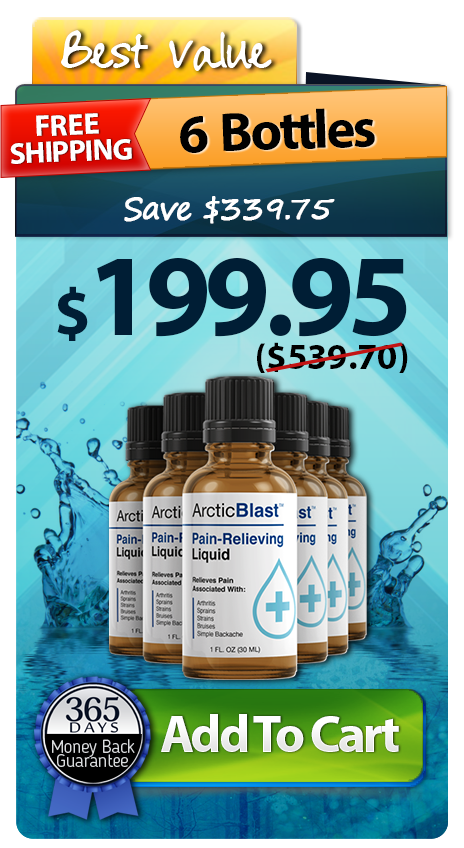 Best Value
FREE
SHIPPING
6 Bottles
Save $339.75
$199.95
($539.70)
ArcticBlast™
Pain-Relieving
Liquid
Relieves Pain
Associated With:
Arthritis
Sprains
Strains
Bruises
Simple Backache
1 FL. OZ (30 ML)
365
DAYS
Money Back
Guarantee
Add To Cart